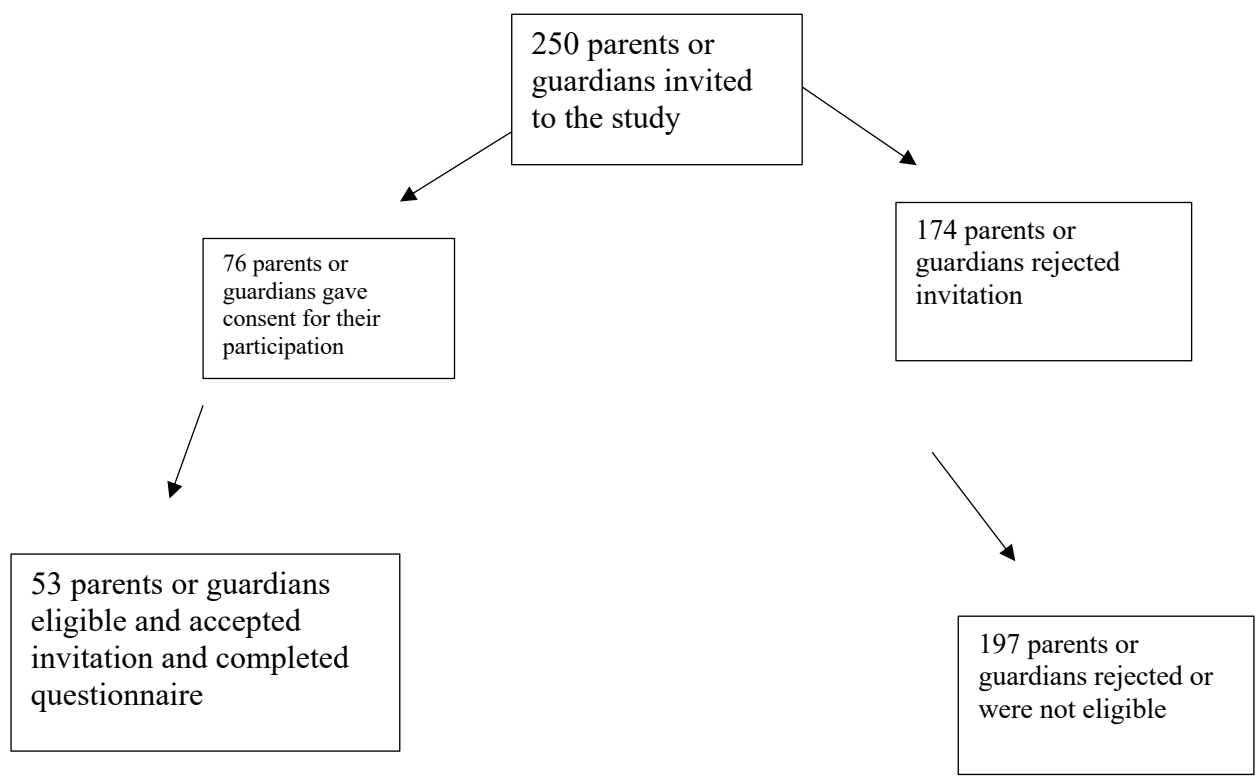 250 parents or
guardians invited
to the study
76 parents or
guardians gave
consent for their
participation
174 parents or
guardians rejected
invitation
53 parents or guardians
eligible and accepted
invitation and completed
questionnaire
197 parents or
guardians rejected or
were not eligible